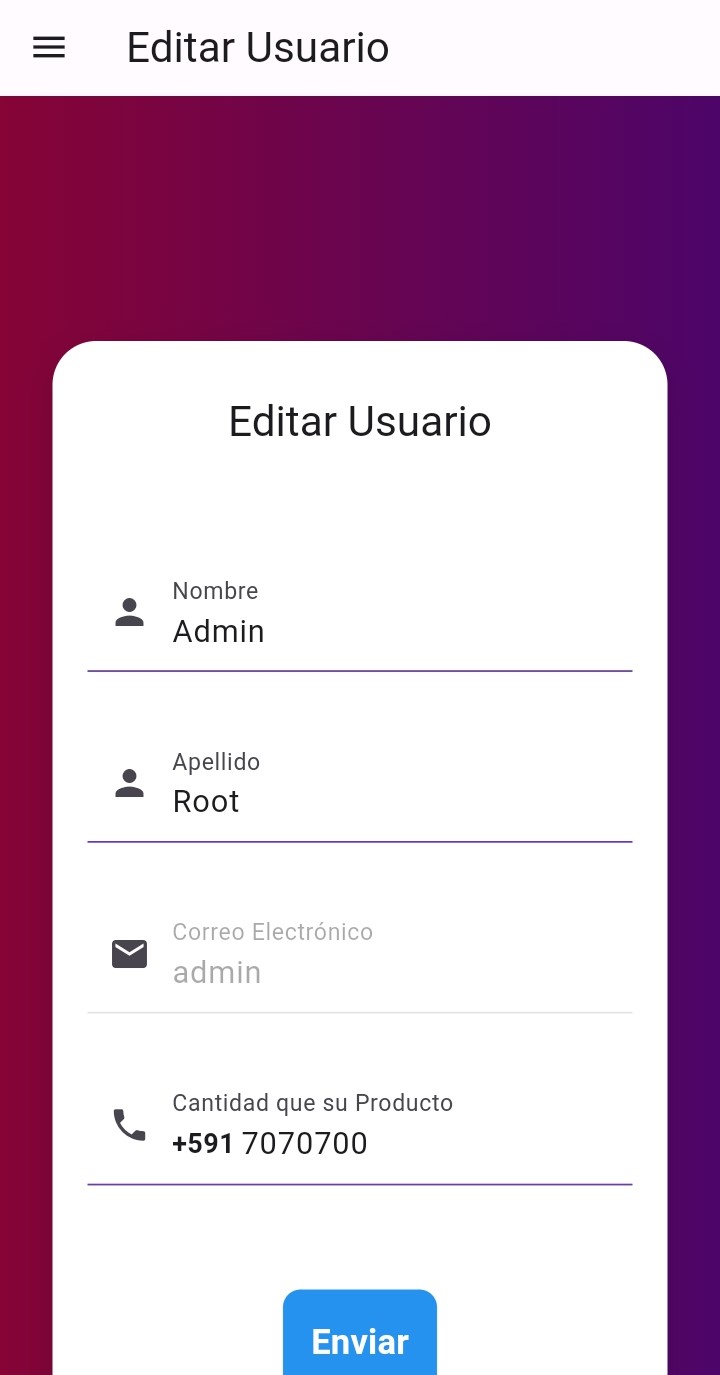 Editar Usuario
Editar Usuario
Nombre
Admin
Apellido
Root
Correo Electrónico
admin
Cantidad que su Producto
+591 7070700
Enviar